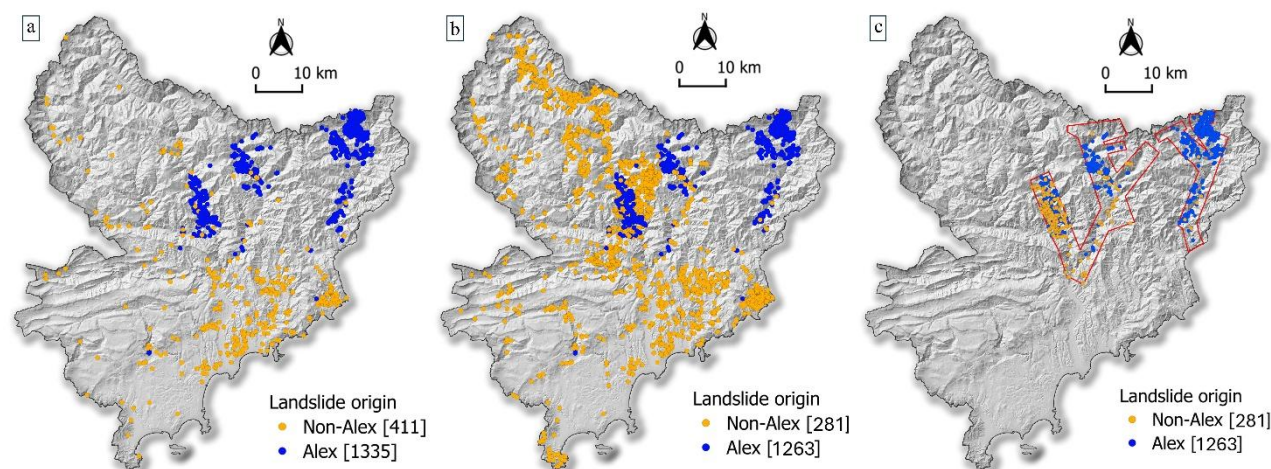 a
N
0 10 km
Landslide origin
Non-Alex [411]
Alex [1335]
b
N
0 10 km
Landslide origin
Non-Alex [281]
Alex [1263]
c
N
0 10 km
Landslide origin
Non-Alex [281]
Alex [1263]